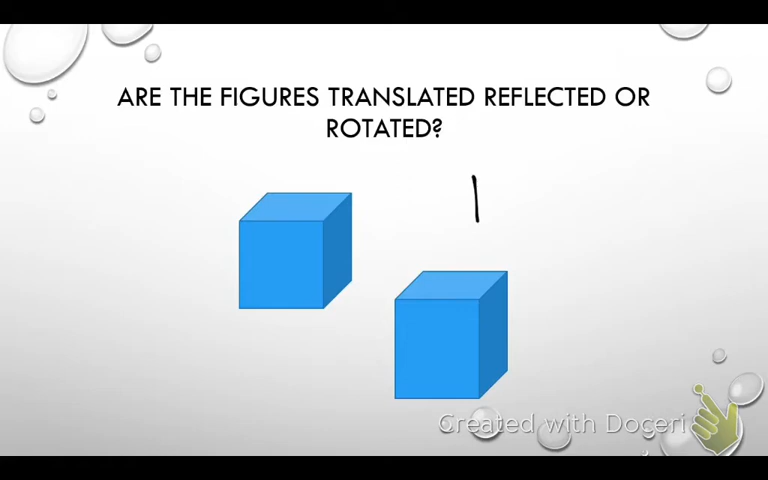 ARE THE FIGURES TRANSLATED REFLECTED OR
ROTATED?
Created with Doceri